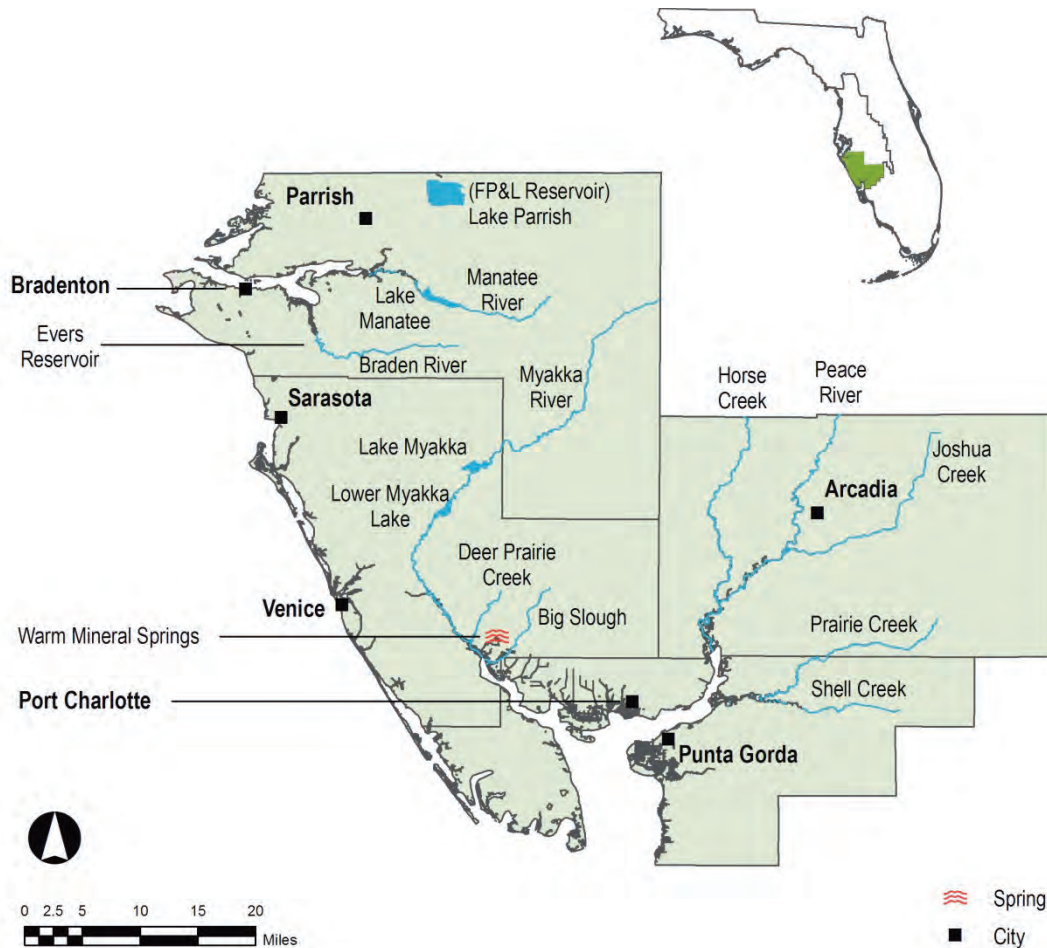 Parrish
(FP&L Reservoir)
Lake Parrish
Bradenton
Manatee
River
Lake
Manatee
Evers
Reservoir
Braden River
Myakka
River
Horse
Creek
Peace
River
Sarasota
Lake Myakka
Joshua
Creek
Arcadia
Lower Myakka
Lake
Deer Prairie
Creek
Venice
Big Slough
Warm Mineral Springs
Prairie Creek
Shell Creek
Port Charlotte
Punta Gorda
0 2.5 5 10 15 20
Miles
Spring
City